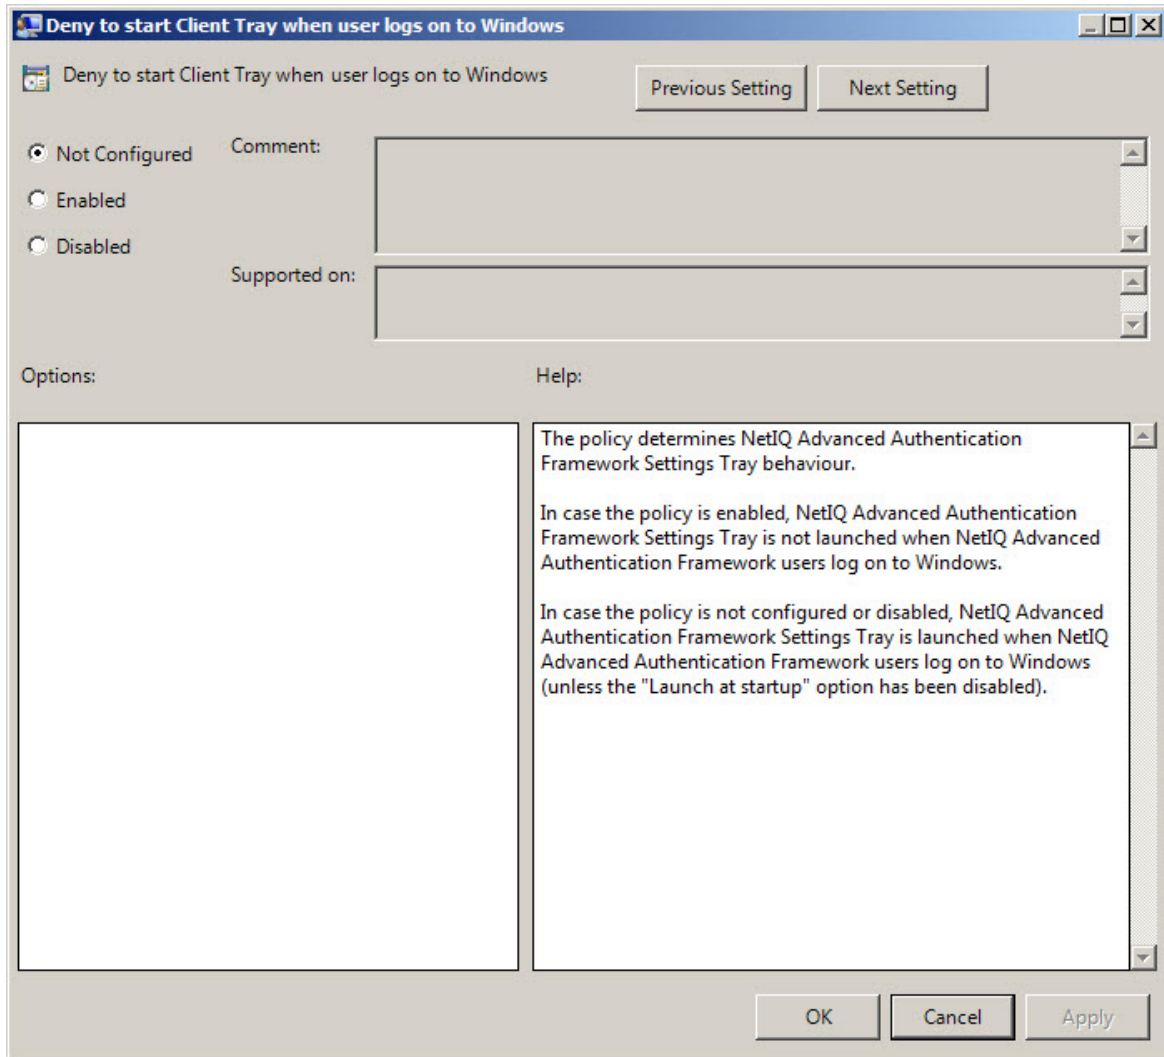 Deny to start Client Tray when user logs on to Windows
Deny to start Client Tray when user logs on to Windows
Previous Setting
Next Setting
Not Configured
Comment:
Enabled
Disabled
Supported on:
Options:
Help:
The policy determines NetIQ Advanced Authentication
Framework Settings Tray behaviour.
In case the policy is enabled, NetIQ Advanced Authentication
Framework Settings Tray is not launched when NetIQ Advanced
Authentication Framework users log on to Windows.
In case the policy is not configured or disabled, NetIQ Advanced
Authentication Framework Settings Tray is launched when NetIQ
Advanced Authentication Framework users log on to Windows
(unless the "Launch at startup" option has been disabled).
OK
Cancel
Apply